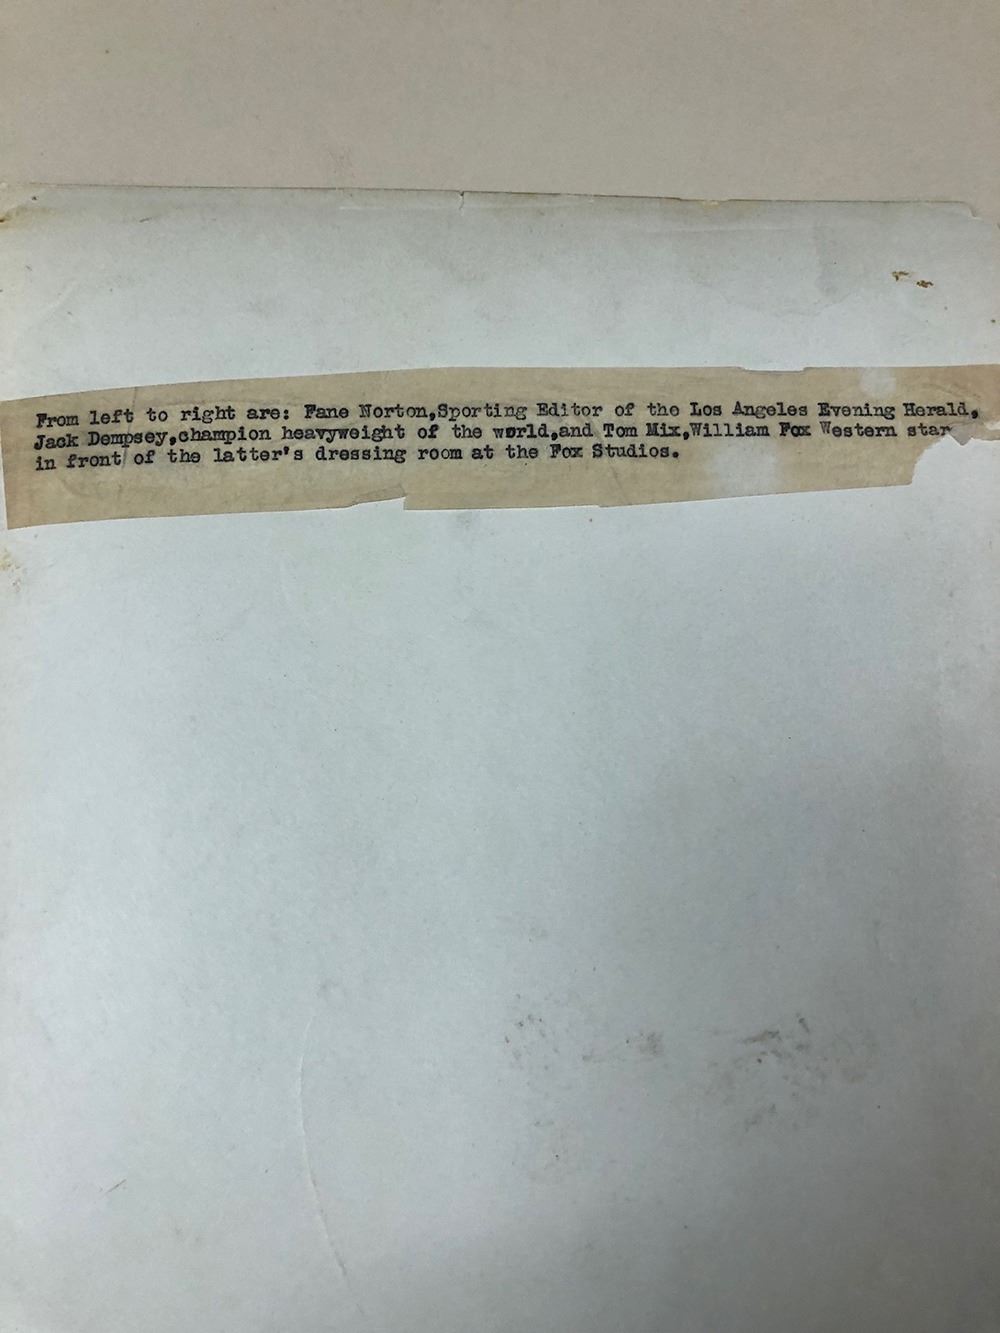 From left to right are: Fane Norton,Sporting Editor of the Los Angeles Evening Herald,
Jack Dempsey,champion heavyweight of the world,and Tom Mix,William Fox Western star
in front of the latter's dressing room at the Fox Studios.